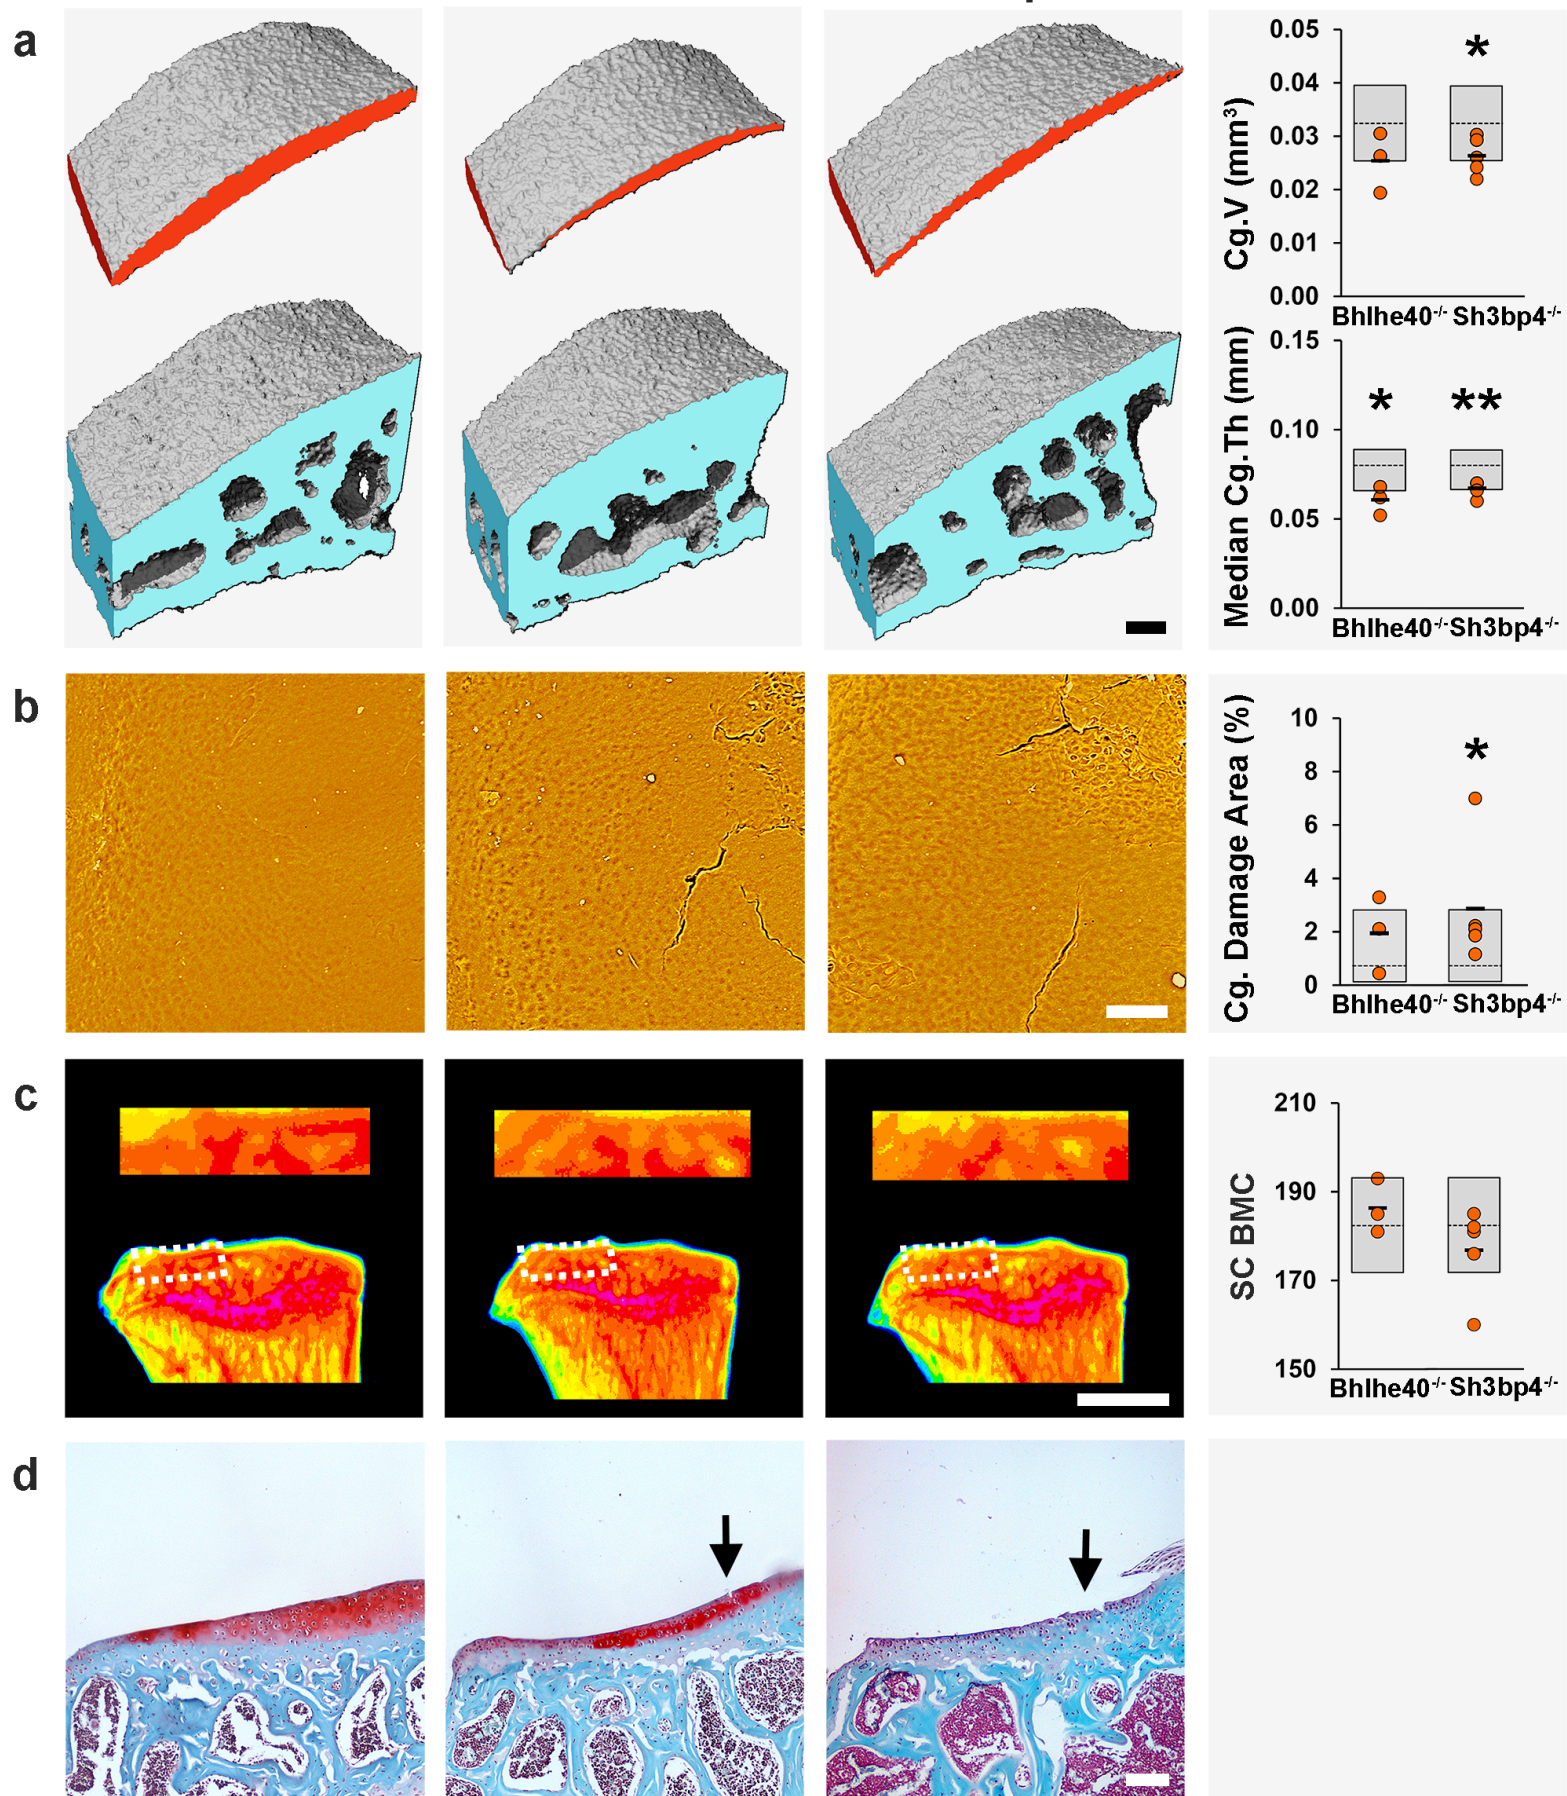 a
0.05
*
0.04
0.03
0.02
0.01
0.00
Cg.V (mm³)
Bhlhe40-/- Sh3bp4-/-
0.15
* **
0.10
0.05
0.00
Median Cg.Th (mm)
Bhlhe40-/- Sh3bp4-/-
b
10
*
8
6
4
2
0
Cg. Damage Area (%)
Bhlhe40-/- Sh3bp4-/-
c
210
190
170
150
SC BMC
Bhlhe40-/- Sh3bp4-/-
d